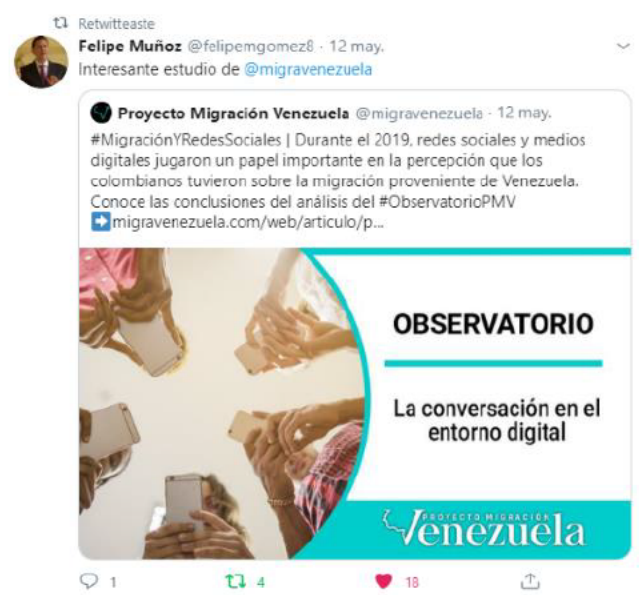 Retwitteaste
Felipe Muñoz @felipemgomez8 · 12 may.
Interesante estudio de @migravenezuela
Proyecto Migración Venezuela @migravenezuela · 12 may.
#MigraciónYRedesSociales | Durante el 2019, redes sociales y medios
digitales jugaron un papel importante en la percepción que los
colombianos tuvieron sobre la migración proveniente de Venezuela.
Conoce las conclusiones del análisis del #ObservatorioPMV
➡migravenezuela.com/web/articulo/p...
OBSERVATORIO
La conversación en el
entorno digital
PROYECTO MIGRACIÓN
Venezuela
1 4 18